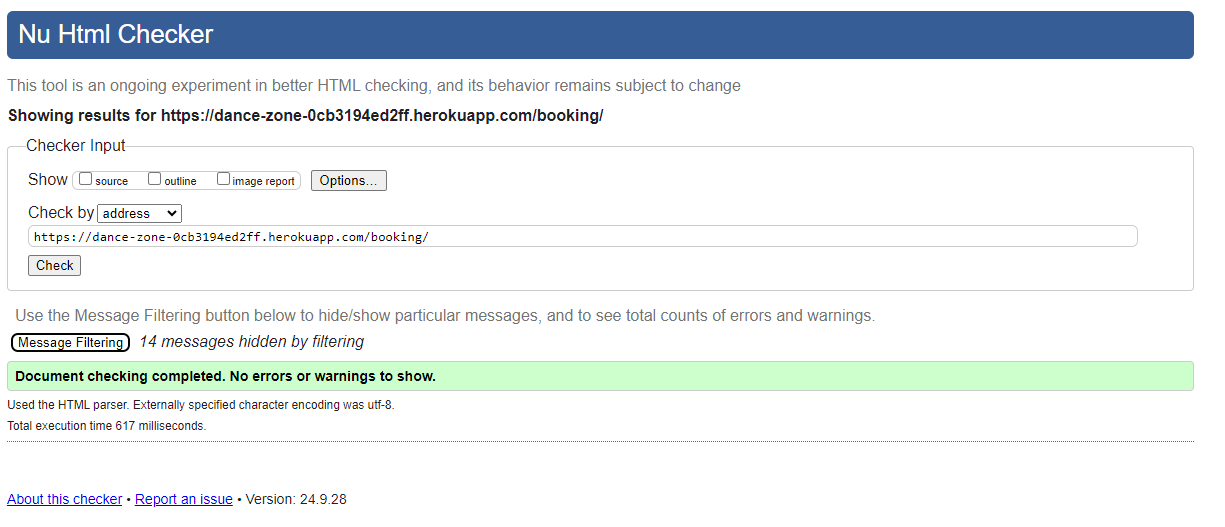 Nu Html Checker
This tool is an ongoing experiment in better HTML checking, and its behavior remains subject to change
Showing results for https://dance-zone-0cb3194ed2ff.herokuapp.com/booking/
Checker Input
Show source outline image report Options...
Check by address
https://dance-zone-0cb3194ed2ff.herokuapp.com/booking/
Check
Use the Message Filtering button below to hide/show particular messages, and to see total counts of errors and warnings.
Message Filtering 14 messages hidden by filtering
Document checking completed. No errors or warnings to show.
Used the HTML parser. Externally specified character encoding was utf-8.
Total execution time 617 milliseconds.
About this checker • Report an issue • Version: 24.9.28